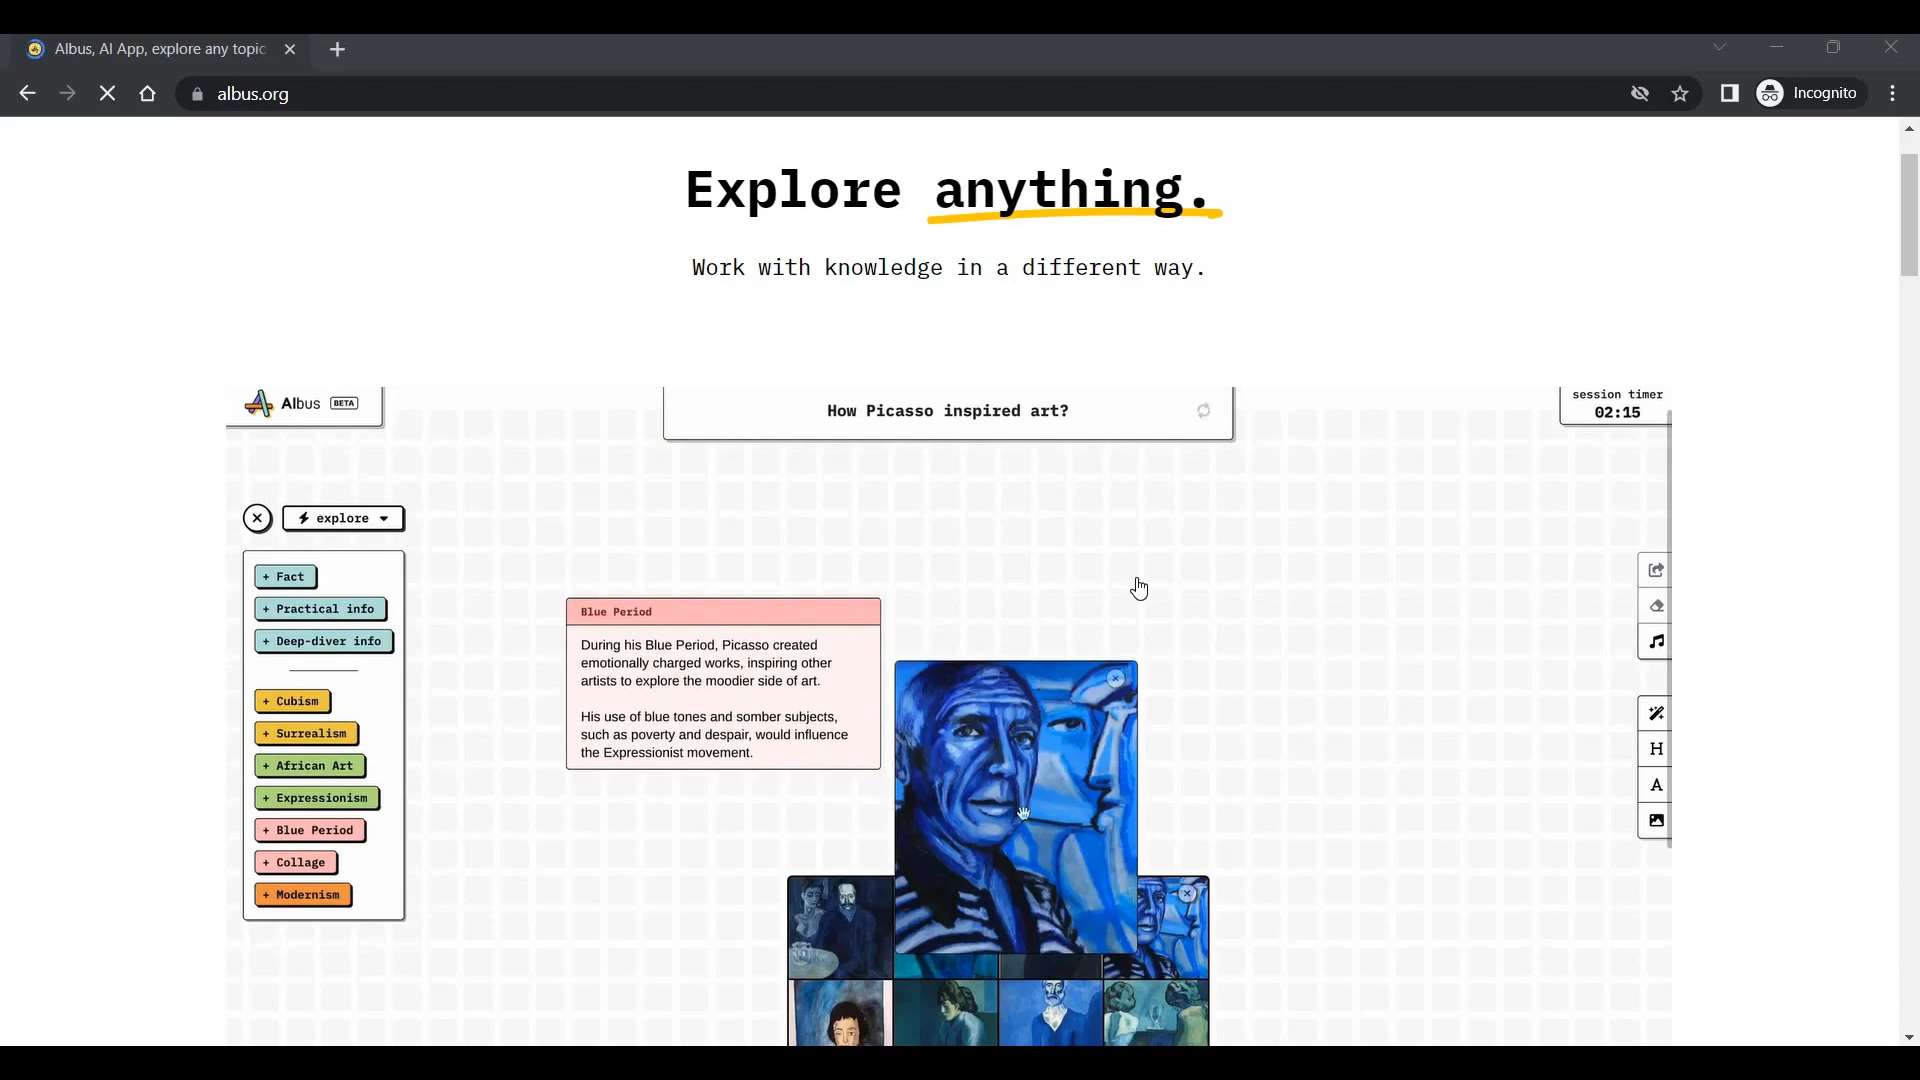 Albus, AI App, explore any topic
albus.org
Incognito
Explore anything.
Work with knowledge in a different way.
Albus BETA
How Picasso inspired art?
session timer
02:15
explore
+ Fact
+ Practical info
+ Deep-diver info
+ Cubism
+ Surrealism
+ African Art
+ Expressionism
+ Blue Period
+ Collage
+ Modernism
Blue Period
During his Blue Period, Picasso created
emotionally charged works, inspiring other
artists to explore the moodier side of art.
His use of blue tones and somber subjects,
such as poverty and despair, would influence
the Expressionist movement.
H
A